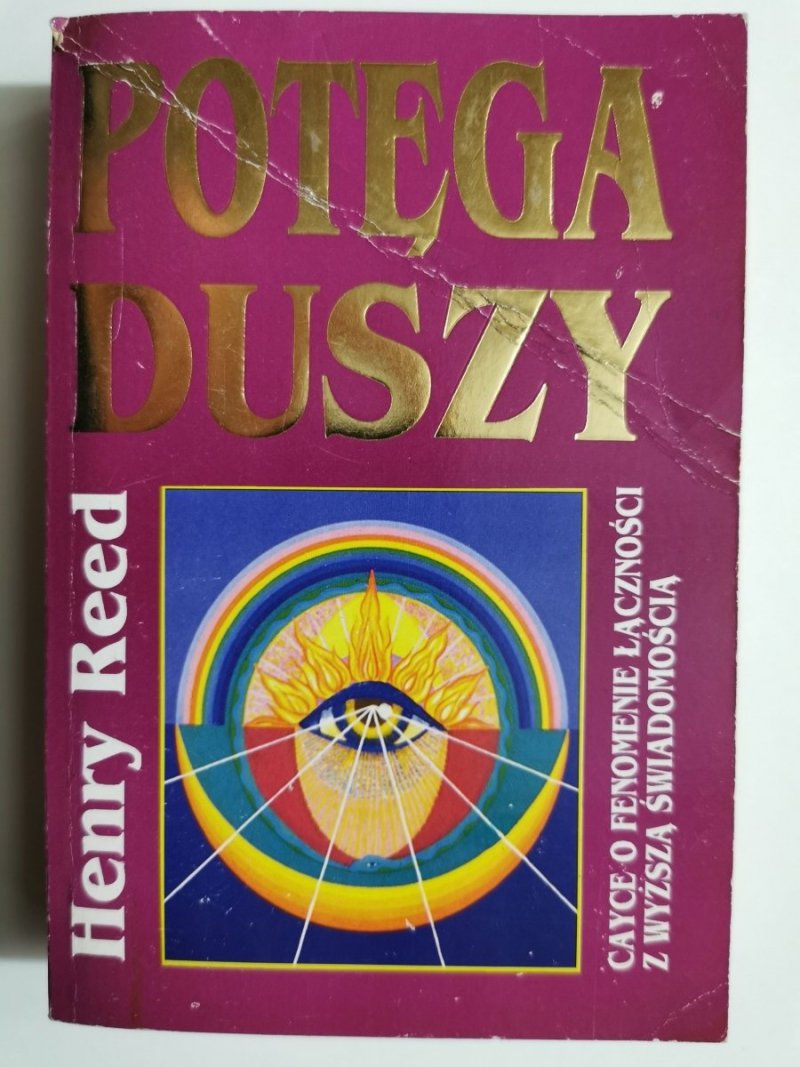 POTĘGA
DUSZY
Henry Reed
CAYCE O FENOMENIE ŁĄCZNOŚCI
Z WYŻSZĄ ŚWIADOMOŚCIĄ